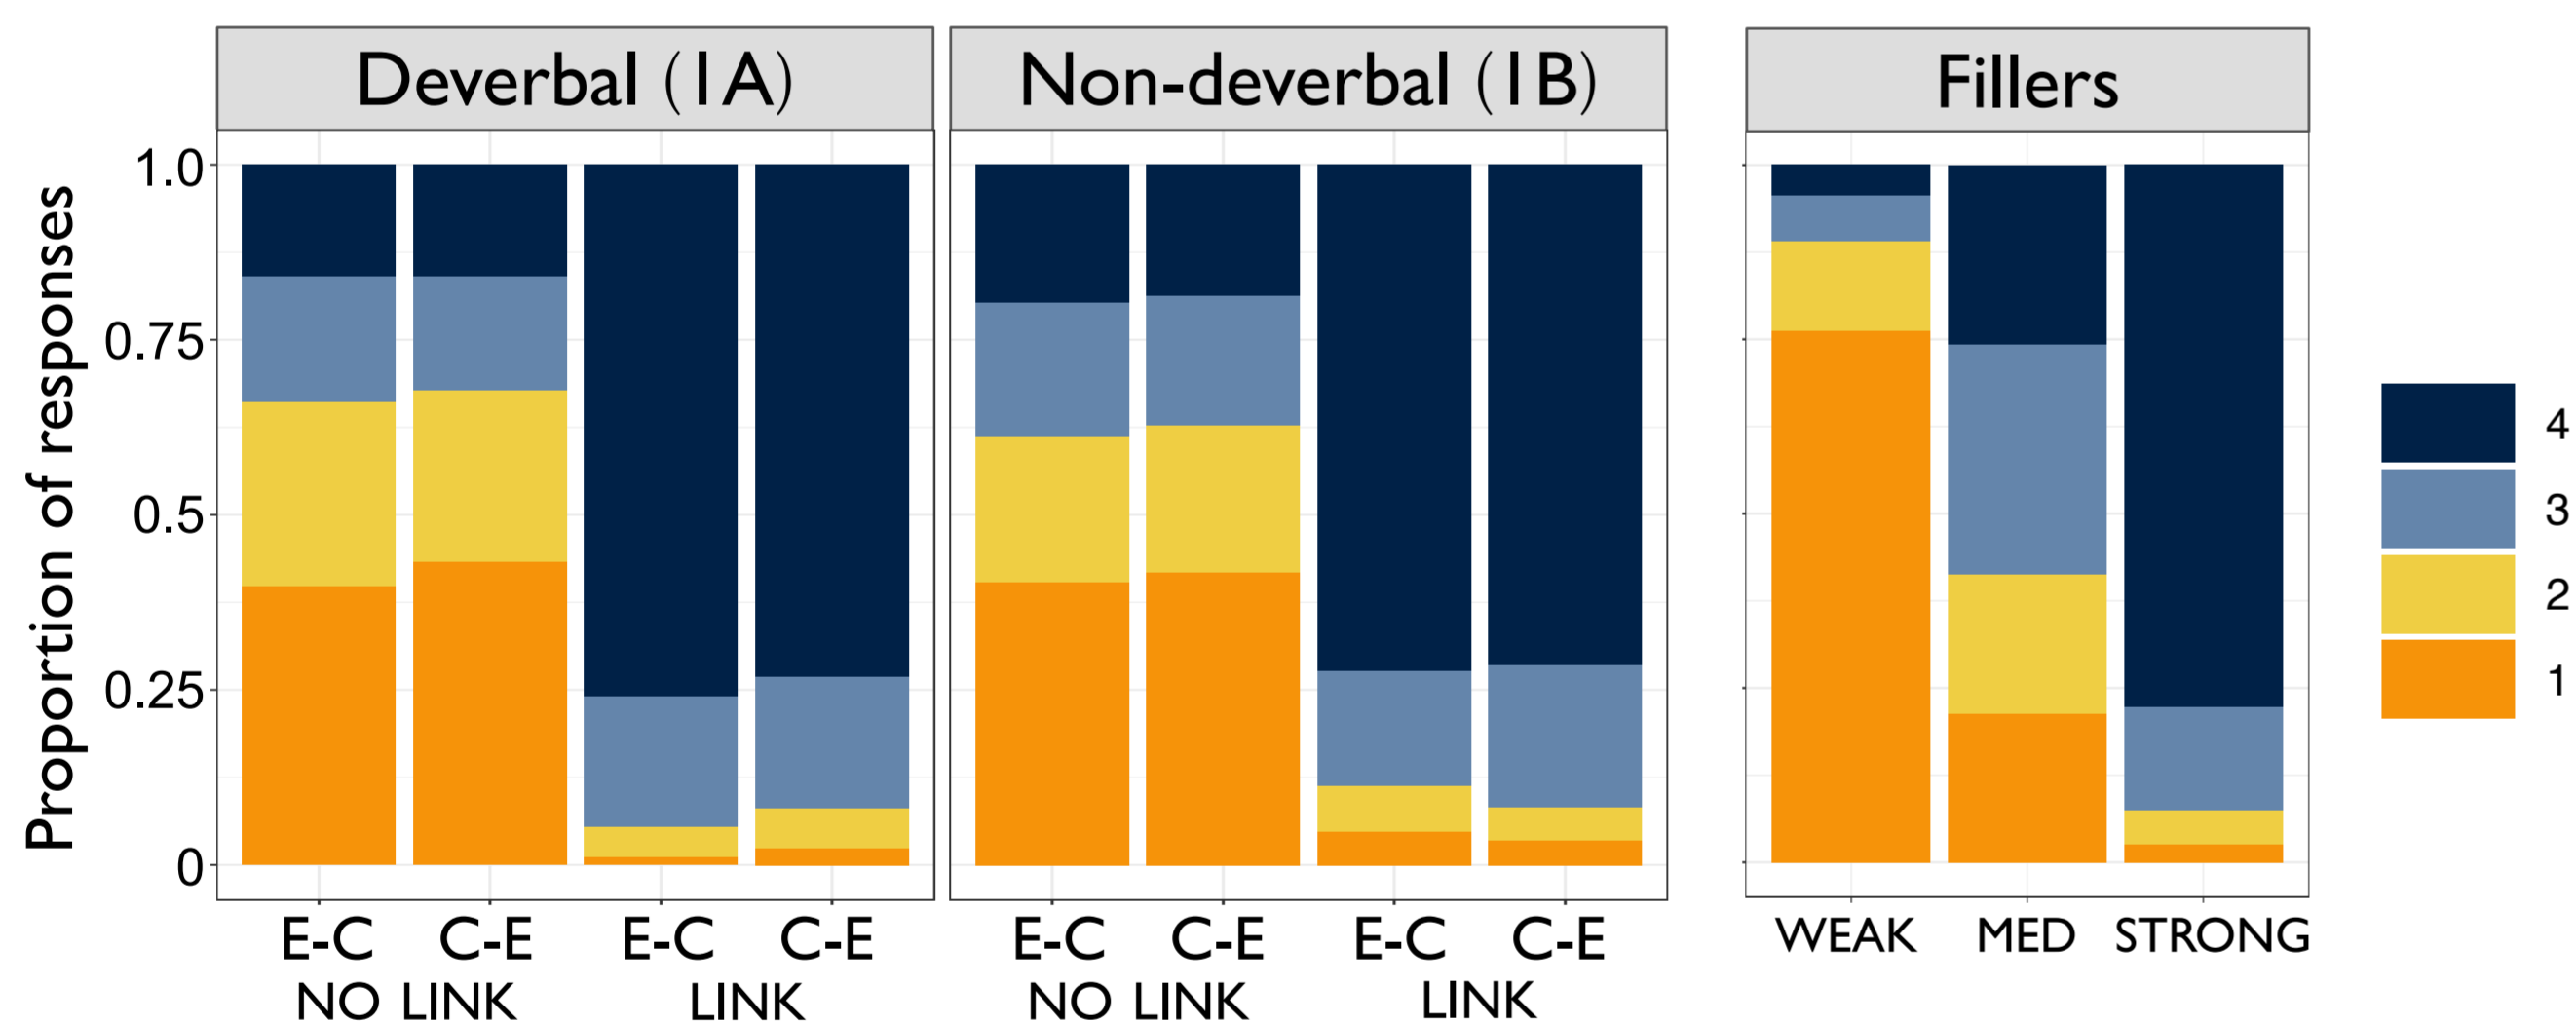 Deverbal (1A)
Non-deverbal (1B)
Fillers
Proportion of responses
1.0
0.75
0.5
0.25
0
E-C C-E E-C C-E
NO LINK LINK
E-C C-E E-C C-E
NO LINK LINK
WEAK MED STRONG
4
3
2
1